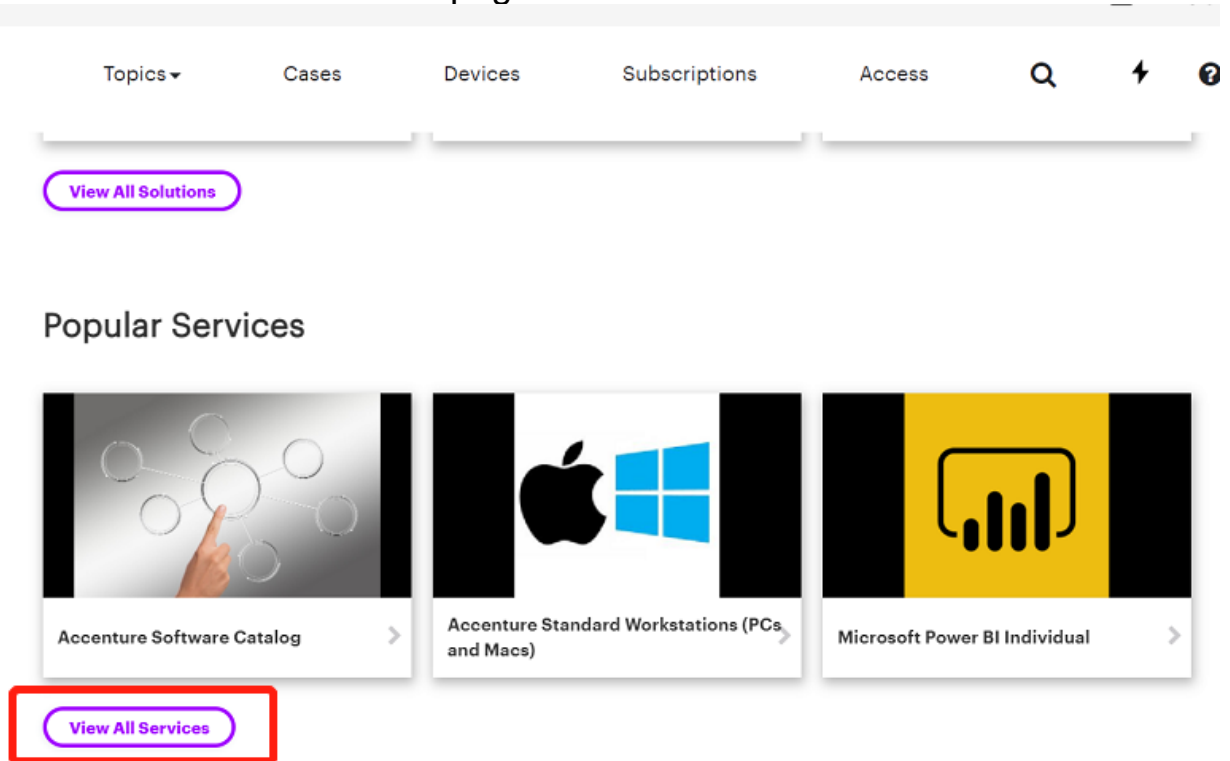 Topics
Cases
Devices
Subscriptions
Access
View All Solutions
Popular Services
Accenture Software Catalog
Accenture Standard Workstations (PCs
and Macs)
Microsoft Power BI Individual
View All Services